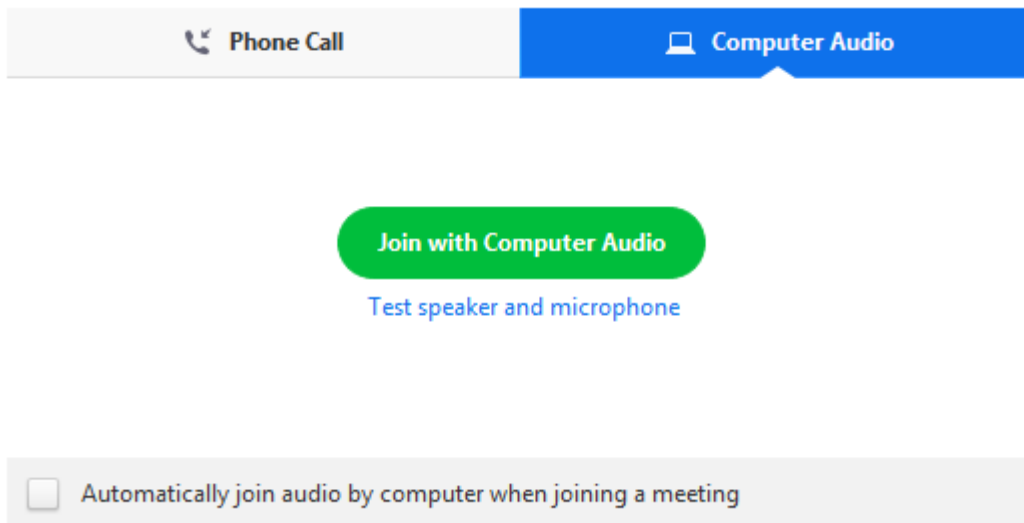 Phone Call
Computer Audio
Join with Computer Audio
Test speaker and microphone
Automatically join audio by computer when joining a meeting